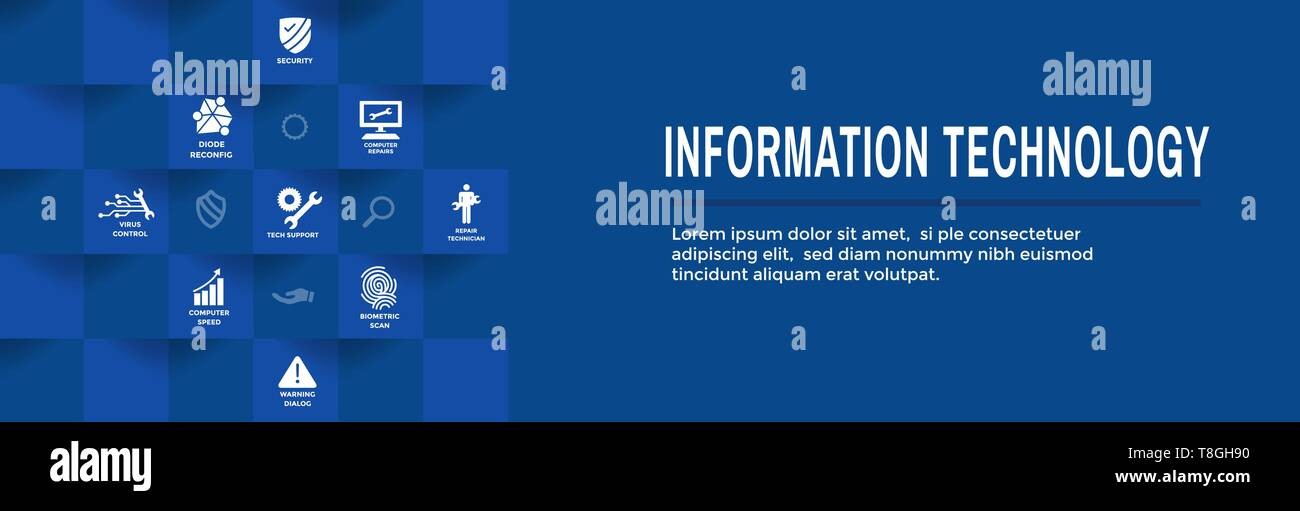 SECURITY
DIODE
RECONFIG
COMPUTER
REPAIRS
VIRUS
CONTROL
TECH SUPPORT
REPAIR
TECHNICIAN
COMPUTER
SPEED
BIOMETRIC
SCAN
WARNING
DIALOG
INFORMATION TECHNOLOGY
Lorem ipsum dolor sit amet,  si ple consectetuer
adipiscing elit,  sed diam nonummy nibh euismod
tincidunt aliquam erat volutpat.
alamy
alamy
a
a
a
a
a
a
a
a
a
a
alamy
Image ID: T8GH90
www.alamy.com